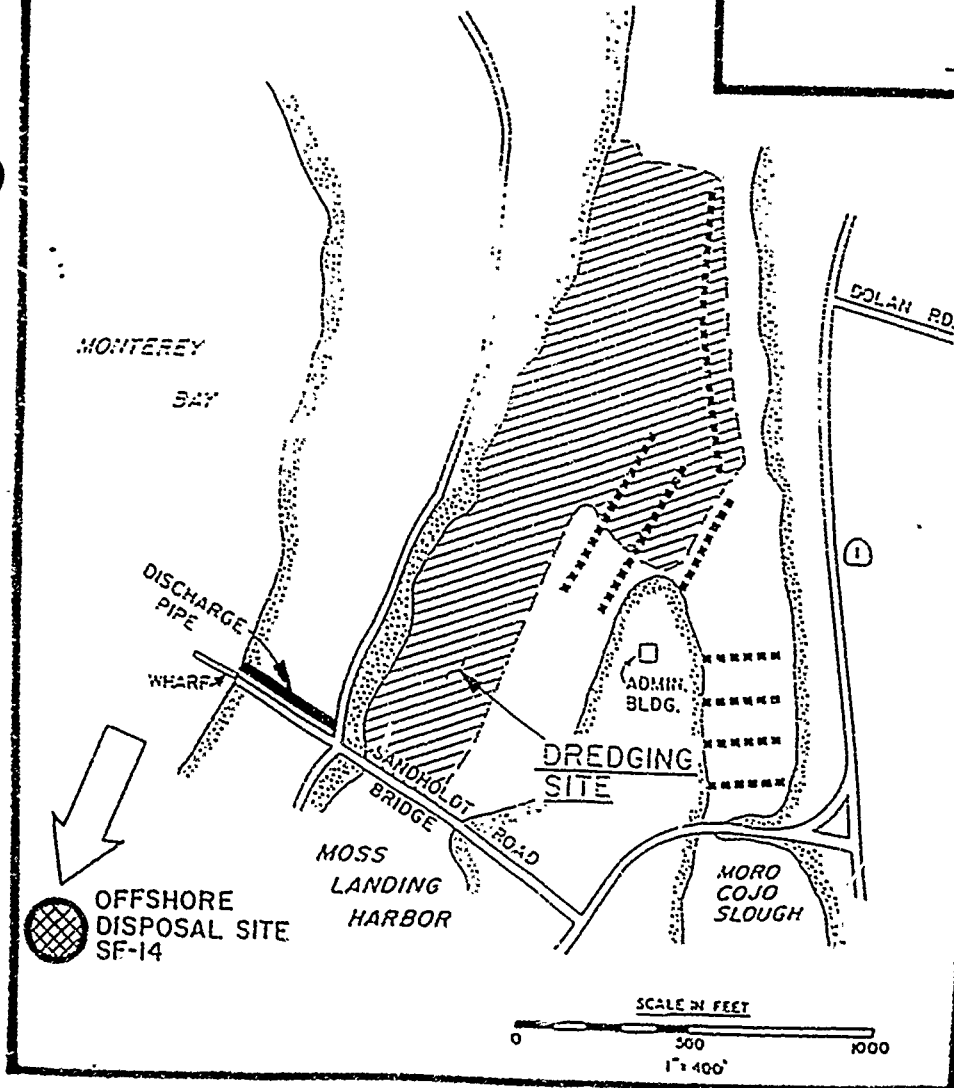 DOLAN RD.
MONTEREY
BAY
1
DISCHARGE
PIPE
WHARF
ADMIN.
BLDG.
DREDGING
SITE
SANDHOLDT ROAD
BRIDGE
MOSS
LANDING
HARBOR
MORO
COJO
SLOUGH
OFFSHORE
DISPOSAL SITE
SF-14
SCALE IN FEET
0 500 1000
1"=400'